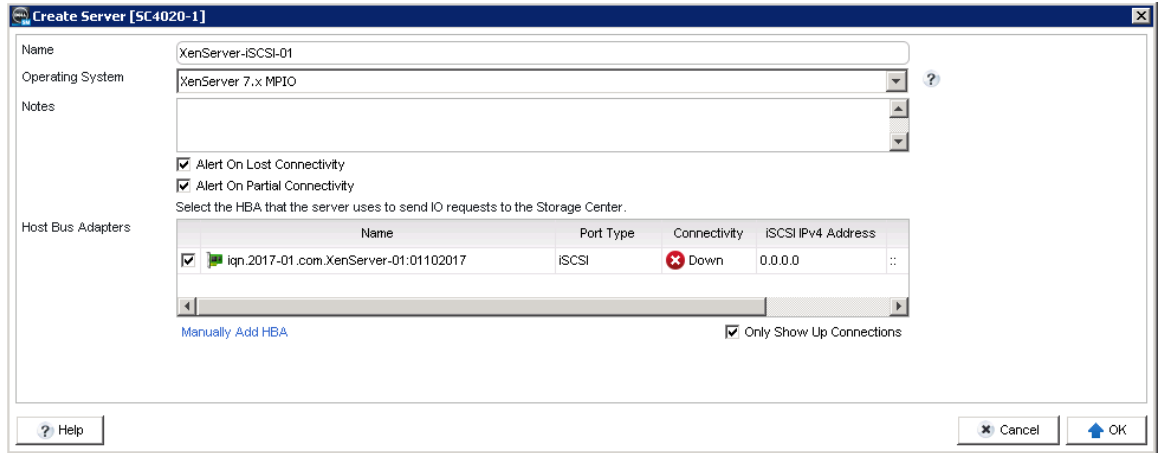 Create Server [SC4020-1]
Name XenServer-iSCSI-01
Operating System XenServer 7.x MPIO ?
Notes
Alert On Lost Connectivity
Alert On Partial Connectivity
Select the HBA that the server uses to send IO requests to the Storage Center.
Host Bus Adapters
Name Port Type Connectivity iSCSI IPv4 Address
iqn.2017-01.com.XenServer-01:01102017 iSCSI Down 0.0.0.0 ::
Manually Add HBA Only Show Up Connections
? Help Cancel OK